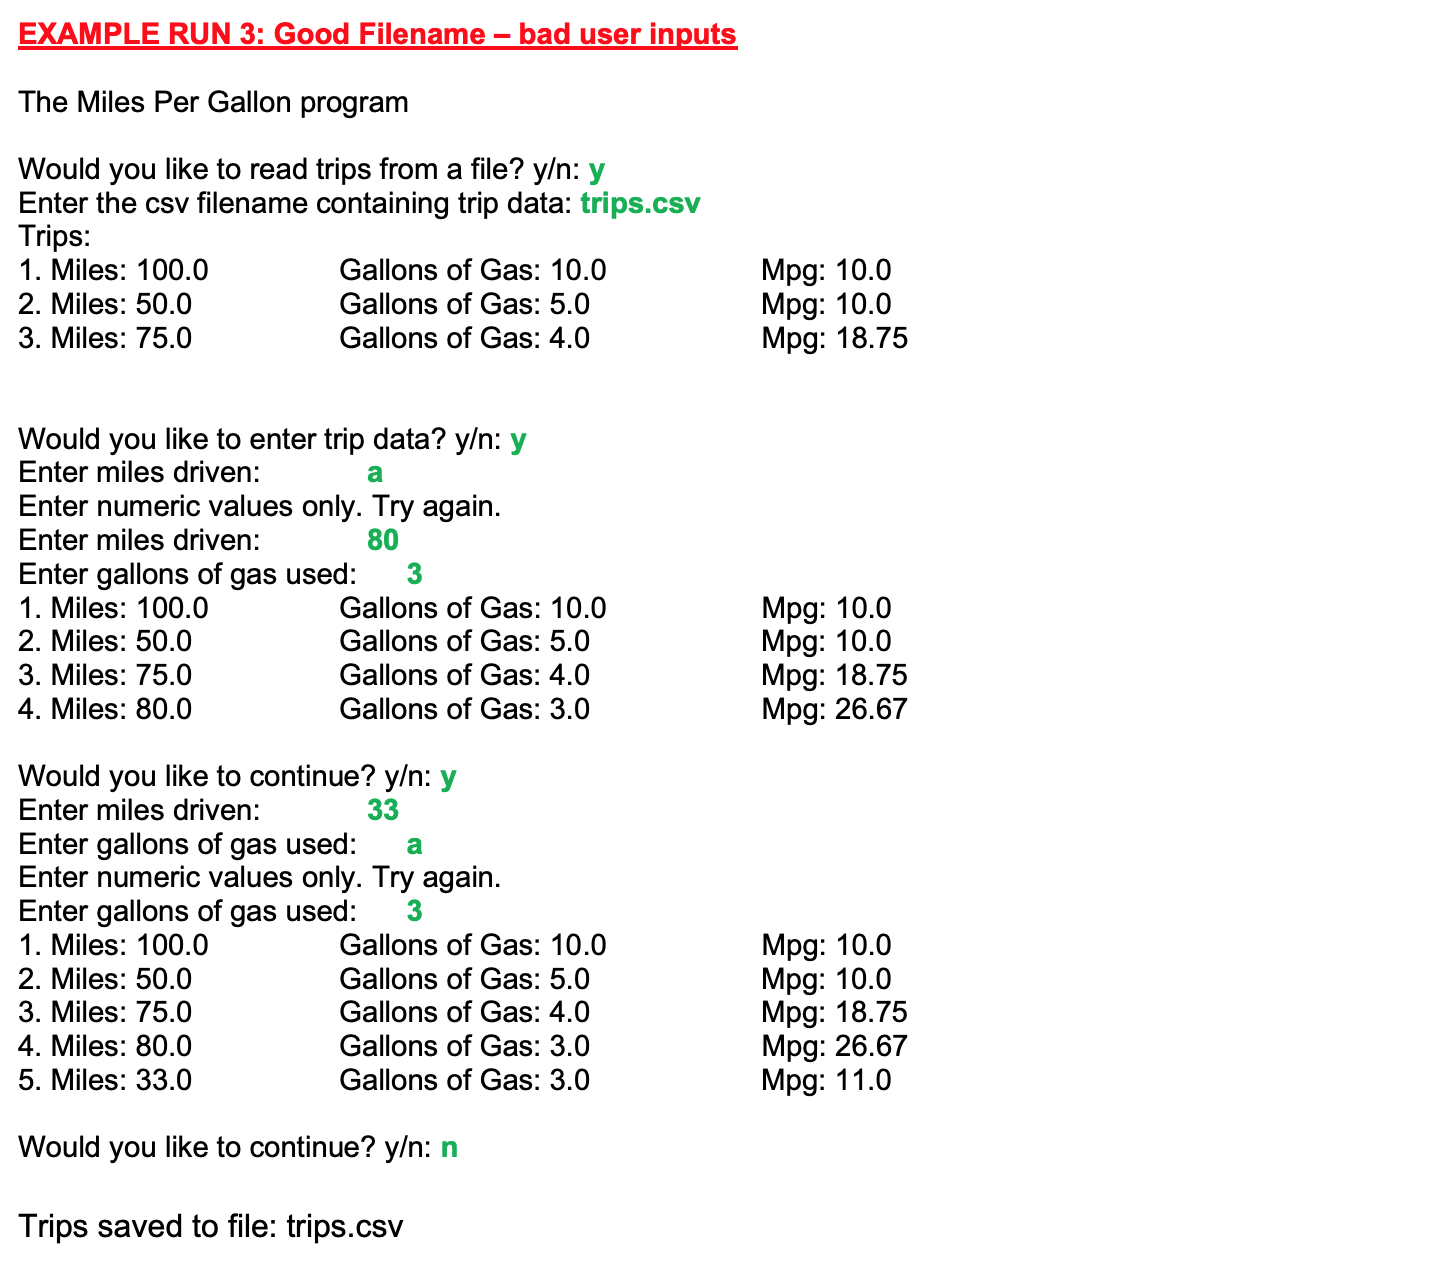 EXAMPLE RUN 3: Good Filename – bad user inputs
The Miles Per Gallon program
Would you like to read trips from a file? y/n: y
Enter the csv filename containing trip data: trips.csv
Trips:
1. Miles: 100.0 Gallons of Gas: 10.0 Mpg: 10.0
2. Miles: 50.0 Gallons of Gas: 5.0 Mpg: 10.0
3. Miles: 75.0 Gallons of Gas: 4.0 Mpg: 18.75
Would you like to enter trip data? y/n: y
Enter miles driven: a
Enter numeric values only. Try again.
Enter miles driven: 80
Enter gallons of gas used: 3
1. Miles: 100.0 Gallons of Gas: 10.0 Mpg: 10.0
2. Miles: 50.0 Gallons of Gas: 5.0 Mpg: 10.0
3. Miles: 75.0 Gallons of Gas: 4.0 Mpg: 18.75
4. Miles: 80.0 Gallons of Gas: 3.0 Mpg: 26.67
Would you like to continue? y/n: y
Enter miles driven: 33
Enter gallons of gas used: a
Enter numeric values only. Try again.
Enter gallons of gas used: 3
1. Miles: 100.0 Gallons of Gas: 10.0 Mpg: 10.0
2. Miles: 50.0 Gallons of Gas: 5.0 Mpg: 10.0
3. Miles: 75.0 Gallons of Gas: 4.0 Mpg: 18.75
4. Miles: 80.0 Gallons of Gas: 3.0 Mpg: 26.67
5. Miles: 33.0 Gallons of Gas: 3.0 Mpg: 11.0
Would you like to continue? y/n: n
Trips saved to file: trips.csv